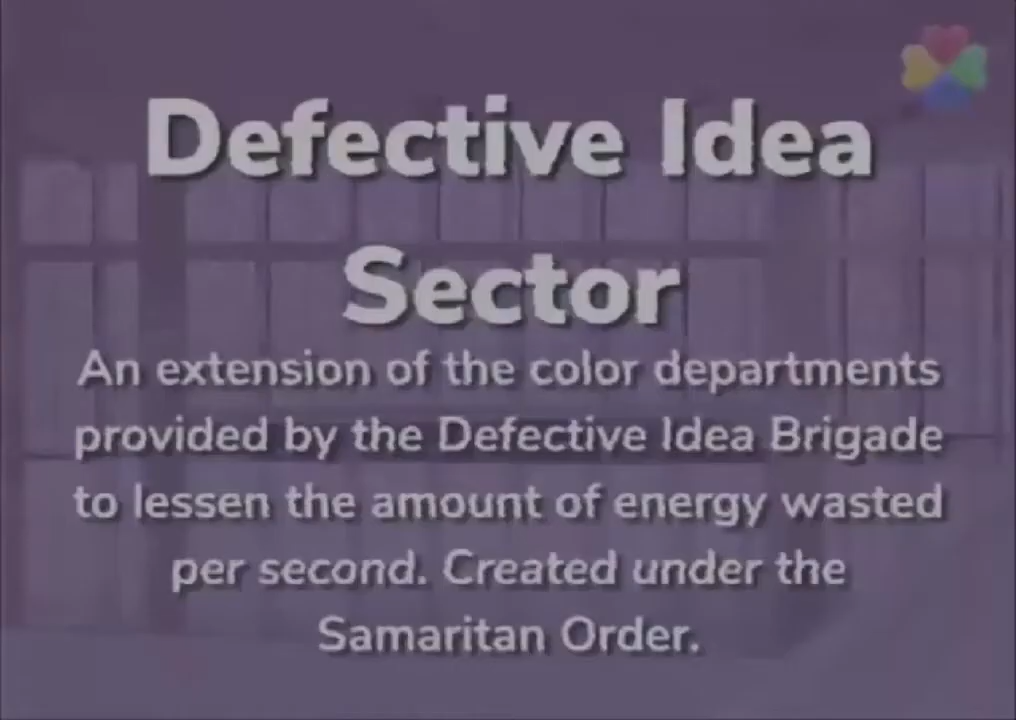 Defective Idea
Sector
An extension of the color departments
provided by the Defective Idea Brigade
to lessen the amount of energy wasted
per second. Created under the
Samaritan Order.